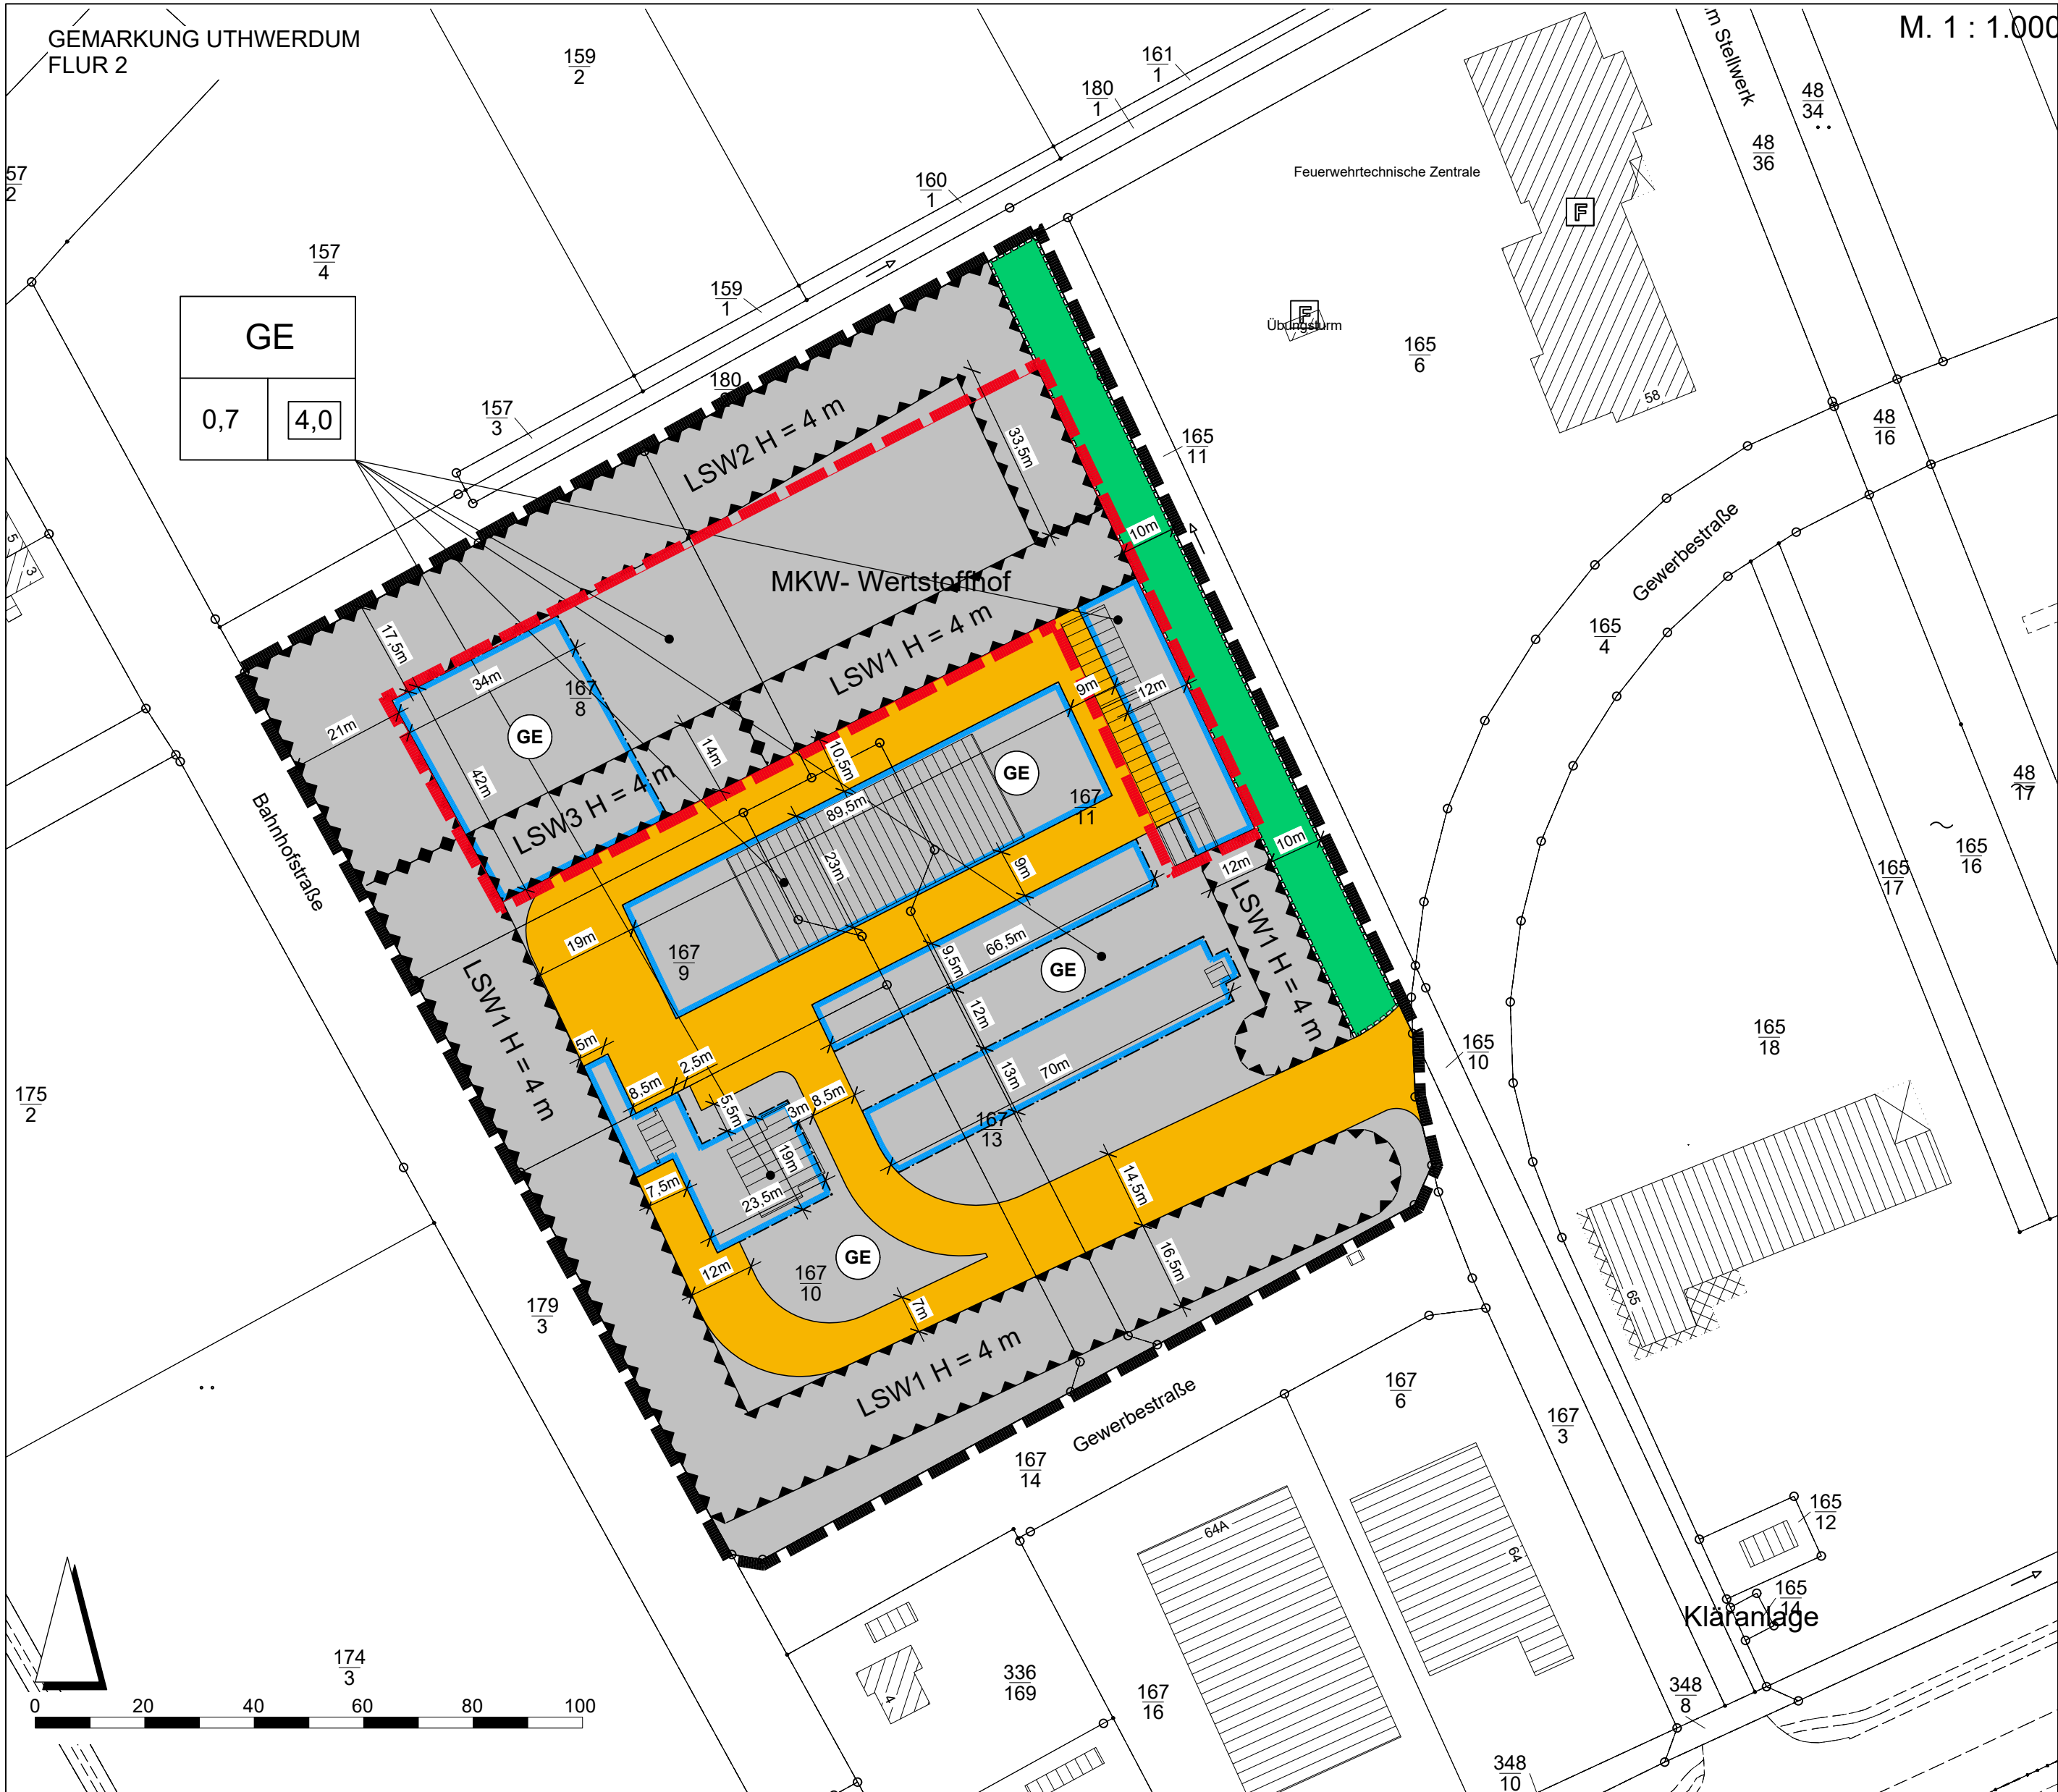 GEMARKUNG UTHWERDUM
FLUR 2
M. 1 : 1.000
159
2
161
1
180
1
m Stellwerk
48
34
48
36
57
2
160
1
Feuerwehrtechnische Zentrale
F
157
4
159
1
F
Übungsturm
165
6
58
GE
0,7
4,0
180
157
3
LSW2 H = 4 m
33,5m
165
11
48
16
5
3
10m
Gewerbestraße
MKW- Wertstoffhof
17,5m
34m
167
8
LSW1 H = 4 m
165
4
21m
GE
9m
12m
14m
10,5m
42m
GE
89,5m
167
11
48
17
LSW3 H = 4 m
Bahnhofstraße
23m
9m
12m
10m
165
16
165
17
19m
167
9
66,5m
9,5m
GE
LSW1 H = 4 m
LSW1 H = 4 m
12m
5m
2,5m
8,5m
13m
70m
165
10
165
18
175
2
5,5m
3m
8,5m
167
13
19m
7,5m
23,5m
14,5m
12m
GE
167
10
16,5m
7m
179
3
65
LSW1 H = 4 m
Gewerbestraße
167
6
167
3
167
14
64A
64
165
12
165
14
Kläranlage
174
3
336
169
4
167
16
348
8
348
10
0 20 40 60 80 100